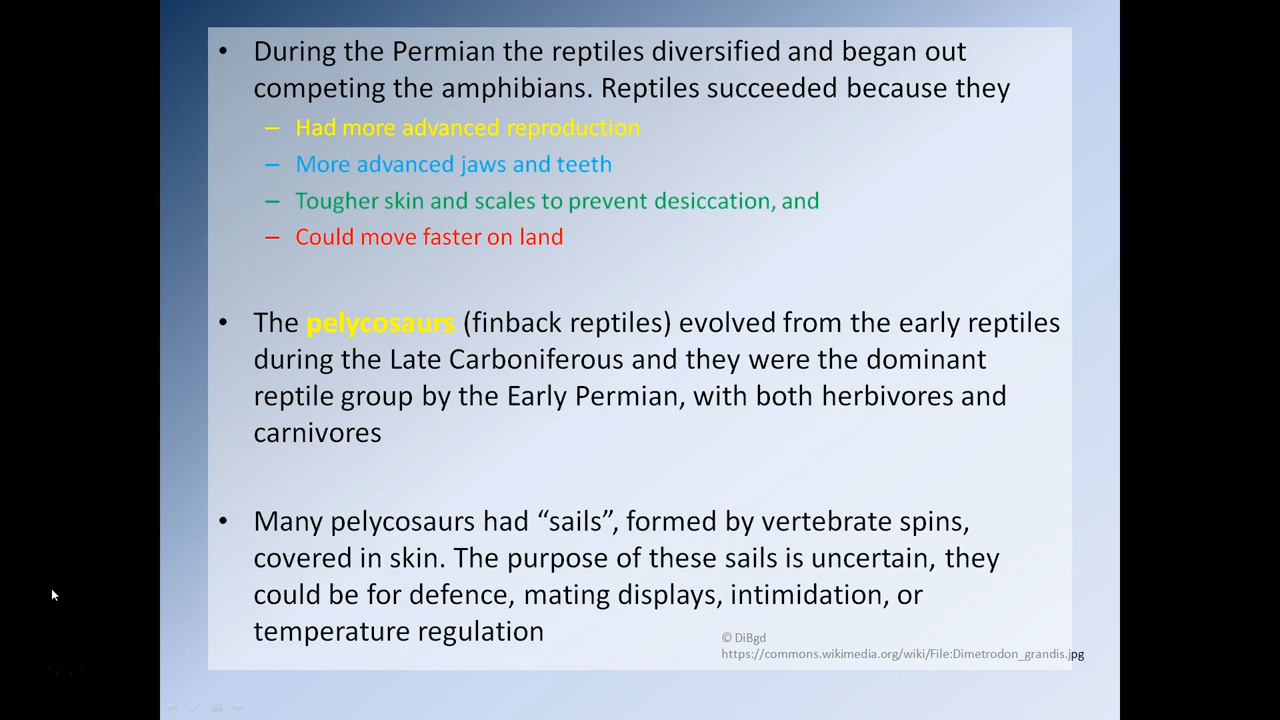 • During the Permian the reptiles diversified and began out
competing the amphibians. Reptiles succeeded because they
– Had more advanced reproduction
– More advanced jaws and teeth
– Tougher skin and scales to prevent desiccation, and
– Could move faster on land
• The pelycosaurs (finback reptiles) evolved from the early reptiles
during the Late Carboniferous and they were the dominant
reptile group by the Early Permian, with both herbivores and
carnivores
• Many pelycosaurs had “sails”, formed by vertebrate spins,
covered in skin. The purpose of these sails is uncertain, they
could be for defence, mating displays, intimidation, or
temperature regulation
© DiBgd
https://commons.wikimedia.org/wiki/File:Dimetrodon_grandis.jpg